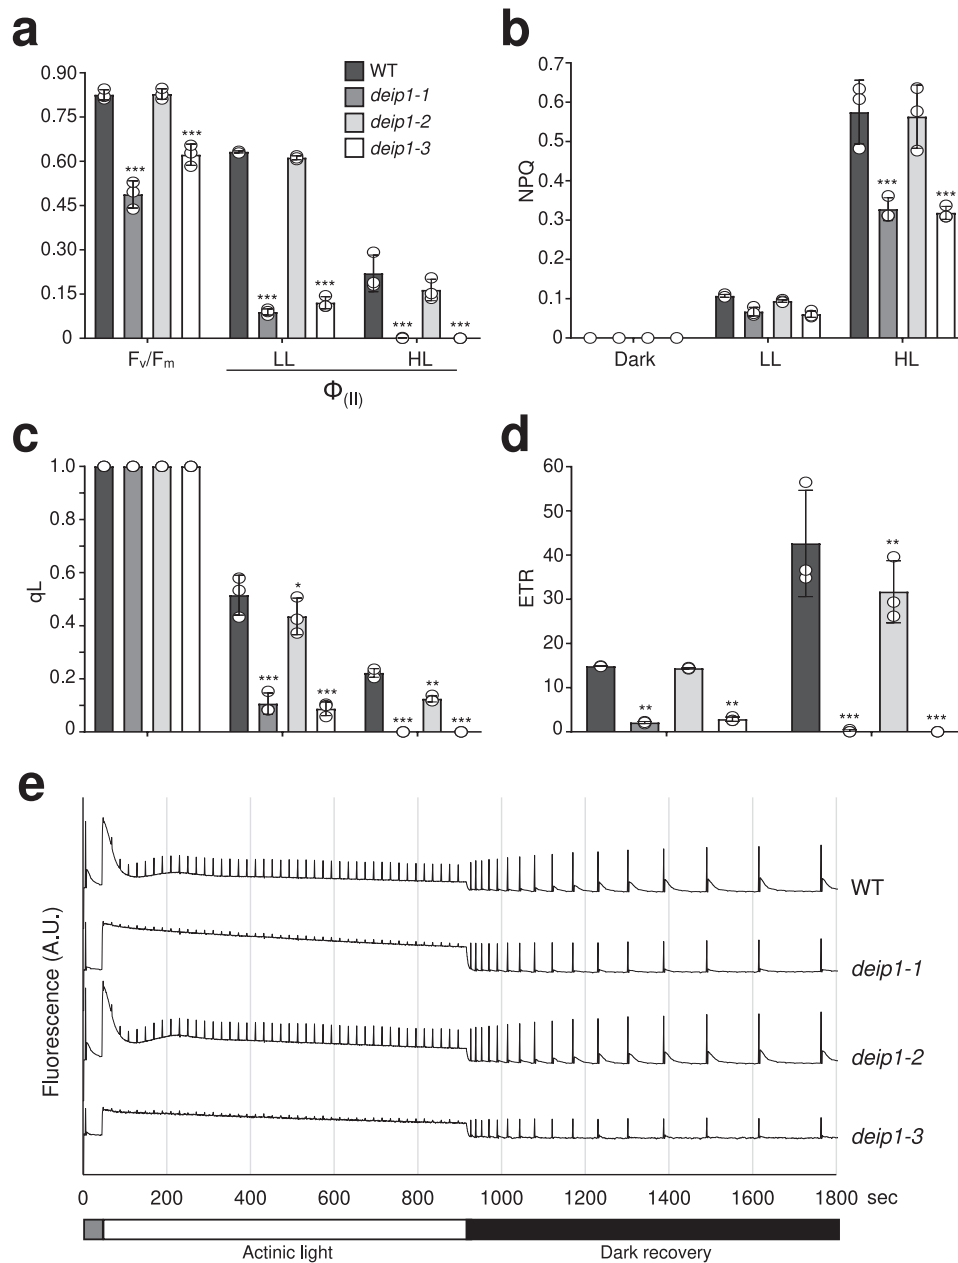 a
0.90
0.75
0.60
0.45
0.30
0.15
0
WT
deip1-1
deip1-2
deip1-3
***
***
***
***
***
***
Fv/Fm
LL
HL
Φ(II)
b
NPQ
0.7
0.6
0.5
0.4
0.3
0.2
0.1
0
***
***
Dark
LL
HL
c
qL
1.0
0.8
0.6
0.4
0.2
0
***
*
***
***
**
***
d
ETR
60
50
40
30
20
10
0
**
**
***
**
***
e
Fluorescence (A.U.)
WT
deip1-1
deip1-2
deip1-3
0 200 400 600 800 1000 1200 1400 1600 1800 sec
Actinic light
Dark recovery